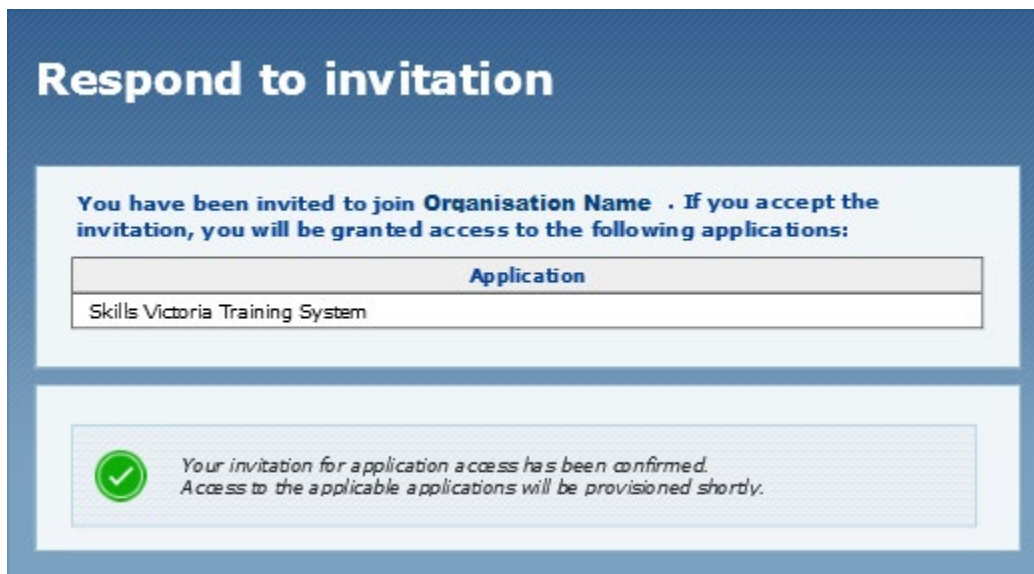 Respond to invitation
You have been invited to join Organisation Name . If you accept the
invitation, you will be granted access to the following applications:
Application
Skills Victoria Training System
Your invitation for application access has been confirmed.
Access to the applicable applications will be provisioned shortly.